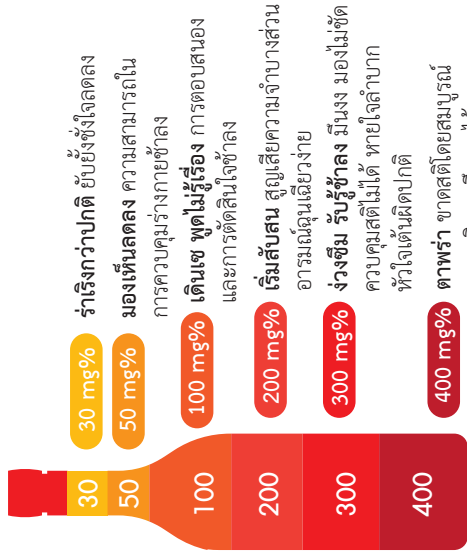 30 mg%
ร่าเริงกว่าปกติ ยับยั้งชั่งใจลดลง
50 mg%
มองเห็นลดลง ความสามารถใน
การควบคุมร่างกายช้าลง
100 mg%
เดินเซ พูดไม่รู้เรื่อง การตอบสนอง
และการตัดสินใจช้าลง
200 mg%
เริ่มสับสน สูญเสียความจำบางส่วน
อารมณ์ฉุนเฉียวง่าย
300 mg%
ง่วงซึม รับรู้ช้าลง มึนงง มองไม่ชัด
ควบคุมสติไม่ได้ หายใจลำบาก
หัวใจเต้นผิดปกติ
400 mg%
ตาพร่า ขาดสติโดยสมบูรณ์
30
50
100
200
300
400